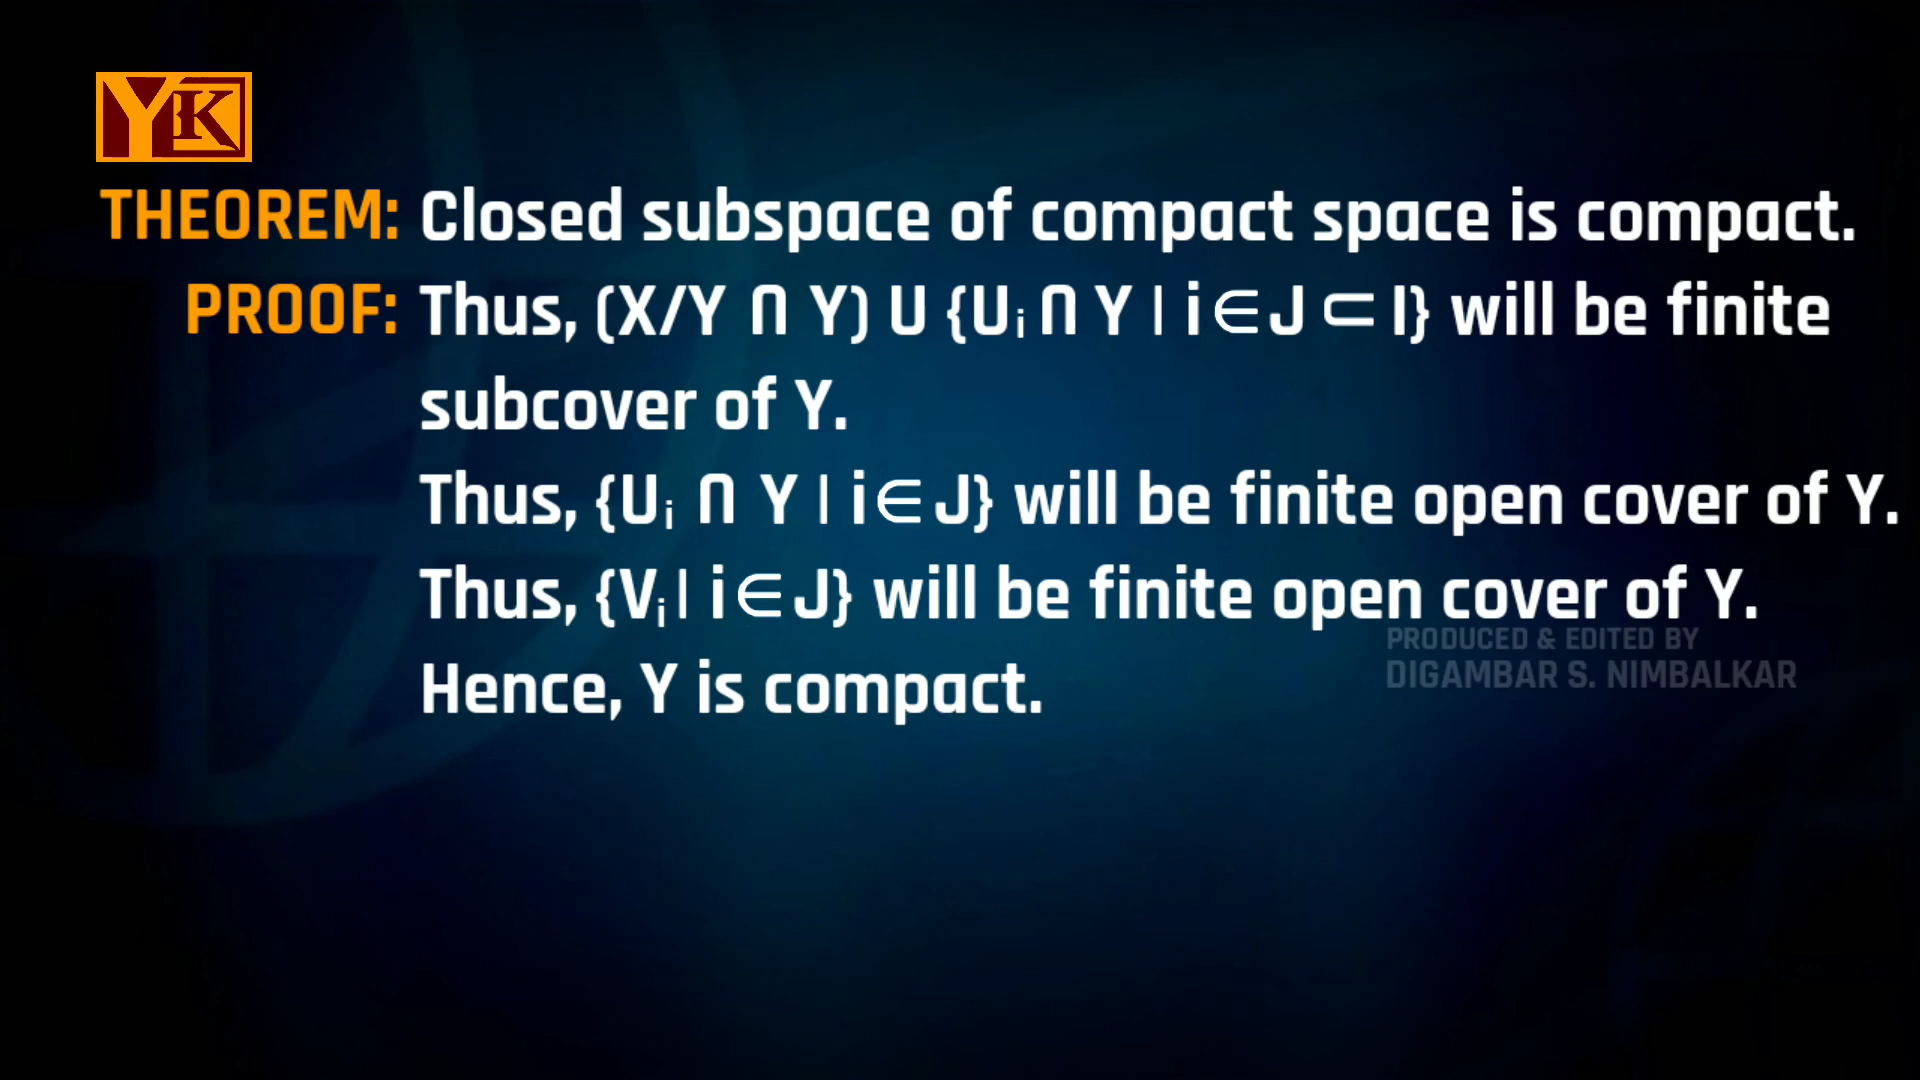 YK
THEOREM: Closed subspace of compact space is compact.
PROOF: Thus, (X/Y ∩ Y) U {Uᵢ ∩ Y | i ∈ J ⊂ I} will be finite
subcover of Y.
Thus, {Uᵢ ∩ Y | i ∈ J} will be finite open cover of Y.
Thus, {Vᵢ | i ∈ J} will be finite open cover of Y.
PRODUCED & EDITED BY
DIGAMBAR S. NIMBALKAR
Hence, Y is compact.